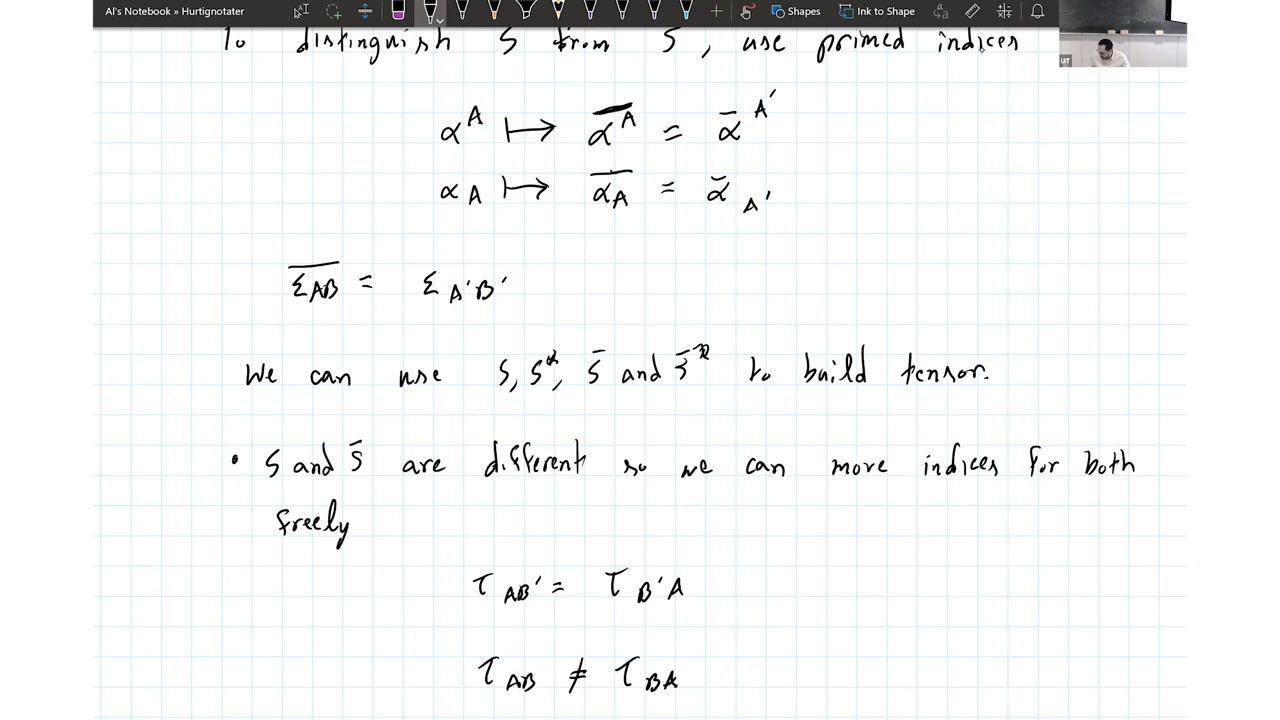 AI's Notebook » Hurtignotater
Shapes
Ink to Shape
UiT
To distinguish S from S̄, use primed indices
α^A ↦ \overline{α^A} = ᾱ^{A'}
α_A ↦ \overline{α_A} = ᾱ_{A'}
\overline{ε_{AB}} = ε_{A'B'}
We can use S, S*, S̄ and S̄* to build tensor.
• S and S̄ are different so we can more indices for both
freely
τ_{AB'} = τ_{B'A}
τ_{AB} ≠ τ_{BA}